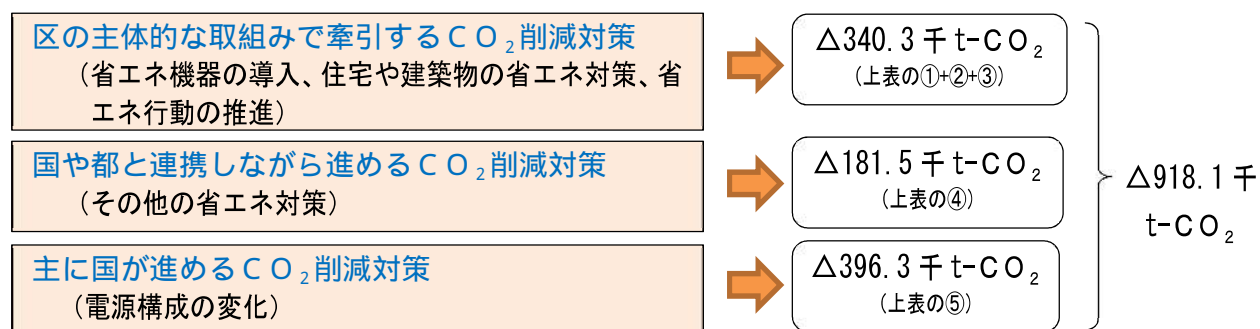 区の主体的な取組みで牽引するＣＯ₂削減対策
（省エネ機器の導入、住宅や建築物の省エネ対策、省
エネ行動の推進）
△340.3 千 t-ＣＯ₂
（上表の①+②+③）
国や都と連携しながら進めるＣＯ₂削減対策
（その他の省エネ対策）
△181.5 千 t-ＣＯ₂
（上表の④）
主に国が進めるＣＯ₂削減対策
（電源構成の変化）
△396.3 千 t-ＣＯ₂
（上表の⑤）
△918.1 千
t-ＣＯ₂